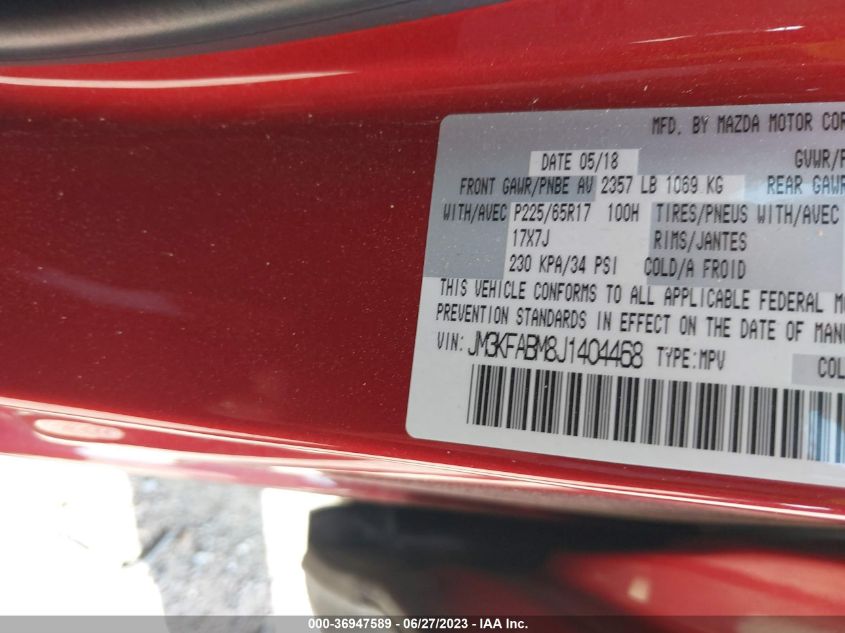 MFD. BY MAZDA MOTOR COR
DATE 05/18 GVWR/P
FRONT GAWR/PNBE AV 2357 LB 1069 KG REAR GAWR
WITH/AVEC P225/65R17 100H TIRES/PNEUS WITH/AVEC
17X7J RIMS/JANTES
230 KPA/34 PSI COLD/A FROID
THIS VEHICLE CONFORMS TO ALL APPLICABLE FEDERAL MO
PREVENTION STANDARDS IN EFFECT ON THE DATE OF MANU
VIN: JM3KFABM8J1404468 TYPE:MPV COL
000-36947589 - 06/27/2023 - IAA Inc.